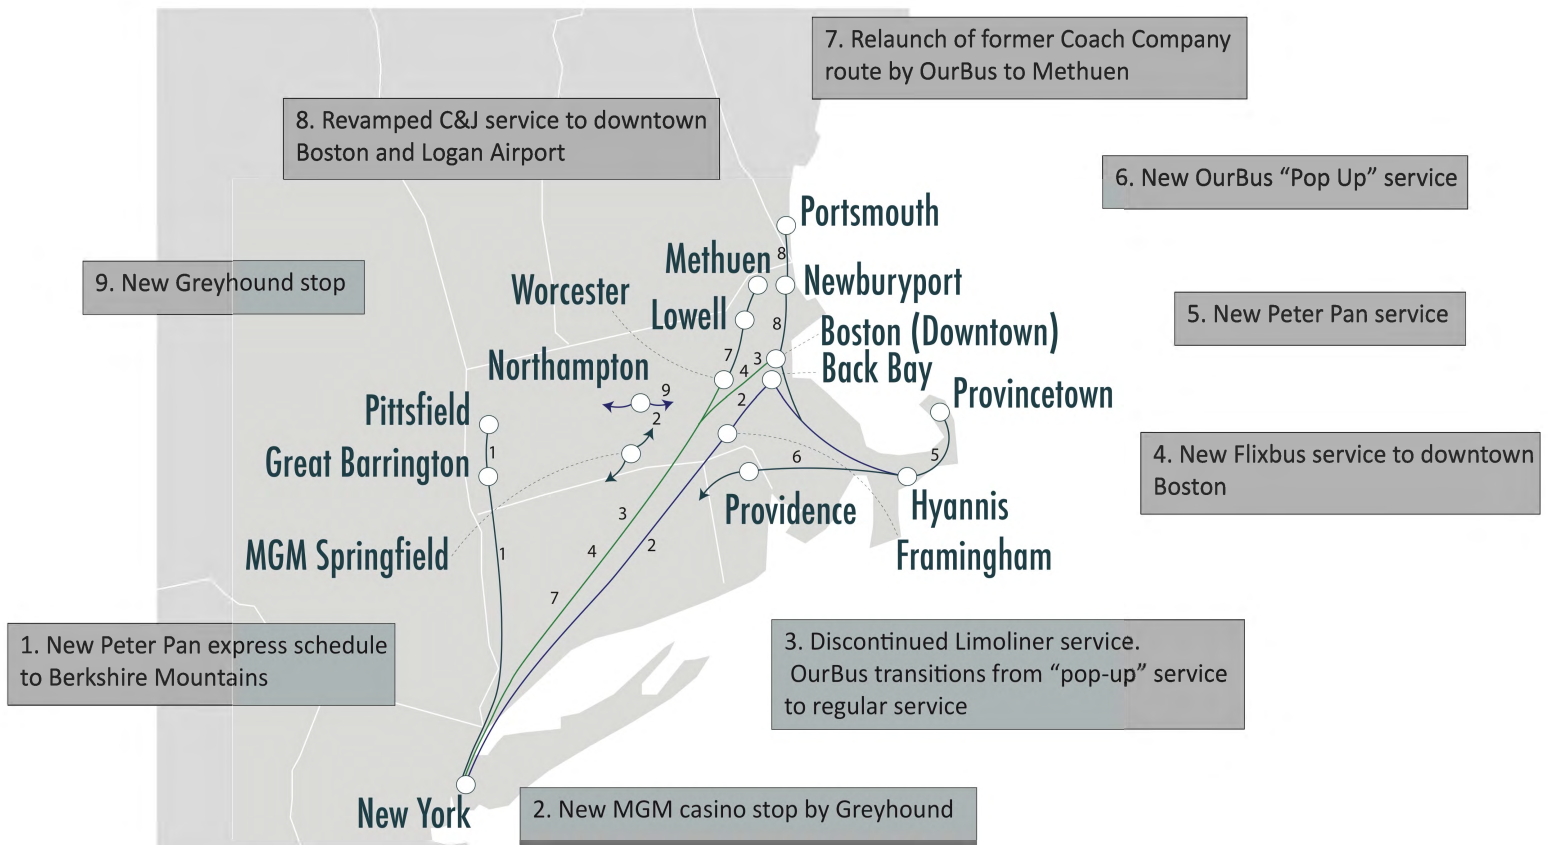 7. Relaunch of former Coach Company
route by OurBus to Methuen
8. Revamped C&J service to downtown
Boston and Logan Airport
6. New OurBus “Pop Up” service
Portsmouth
8
Methuen
9. New Greyhound stop
Worcester
Newburyport
Lowell
8
5. New Peter Pan service
Boston (Downtown)
7
3
Northampton
4
Back Bay
9
2
Provincetown
Pittsfield
2
1
Great Barrington
6
5
4. New Flixbus service to downtown
Boston
3
Providence
Hyannis
MGM Springfield
1
4
2
Framingham
7
1. New Peter Pan express schedule
to Berkshire Mountains
3. Discontinued Limoliner service.
OurBus transitions from “pop-up” service
to regular service
New York
2. New MGM casino stop by Greyhound